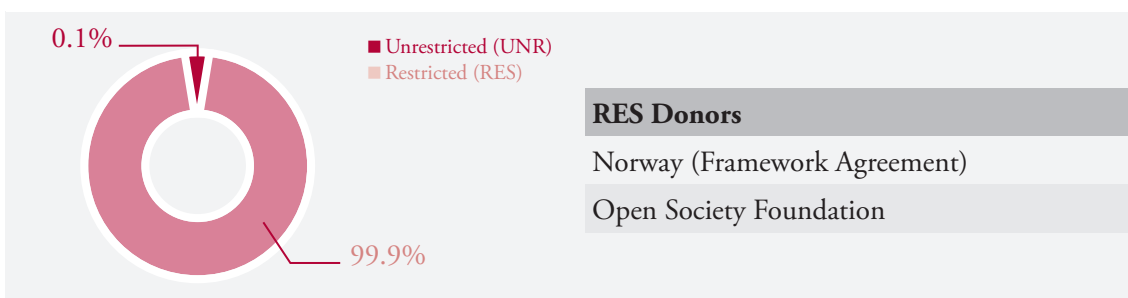 0.1%
Unrestricted (UNR)
Restricted (RES)
99.9%
RES Donors
Norway (Framework Agreement)
Open Society Foundation